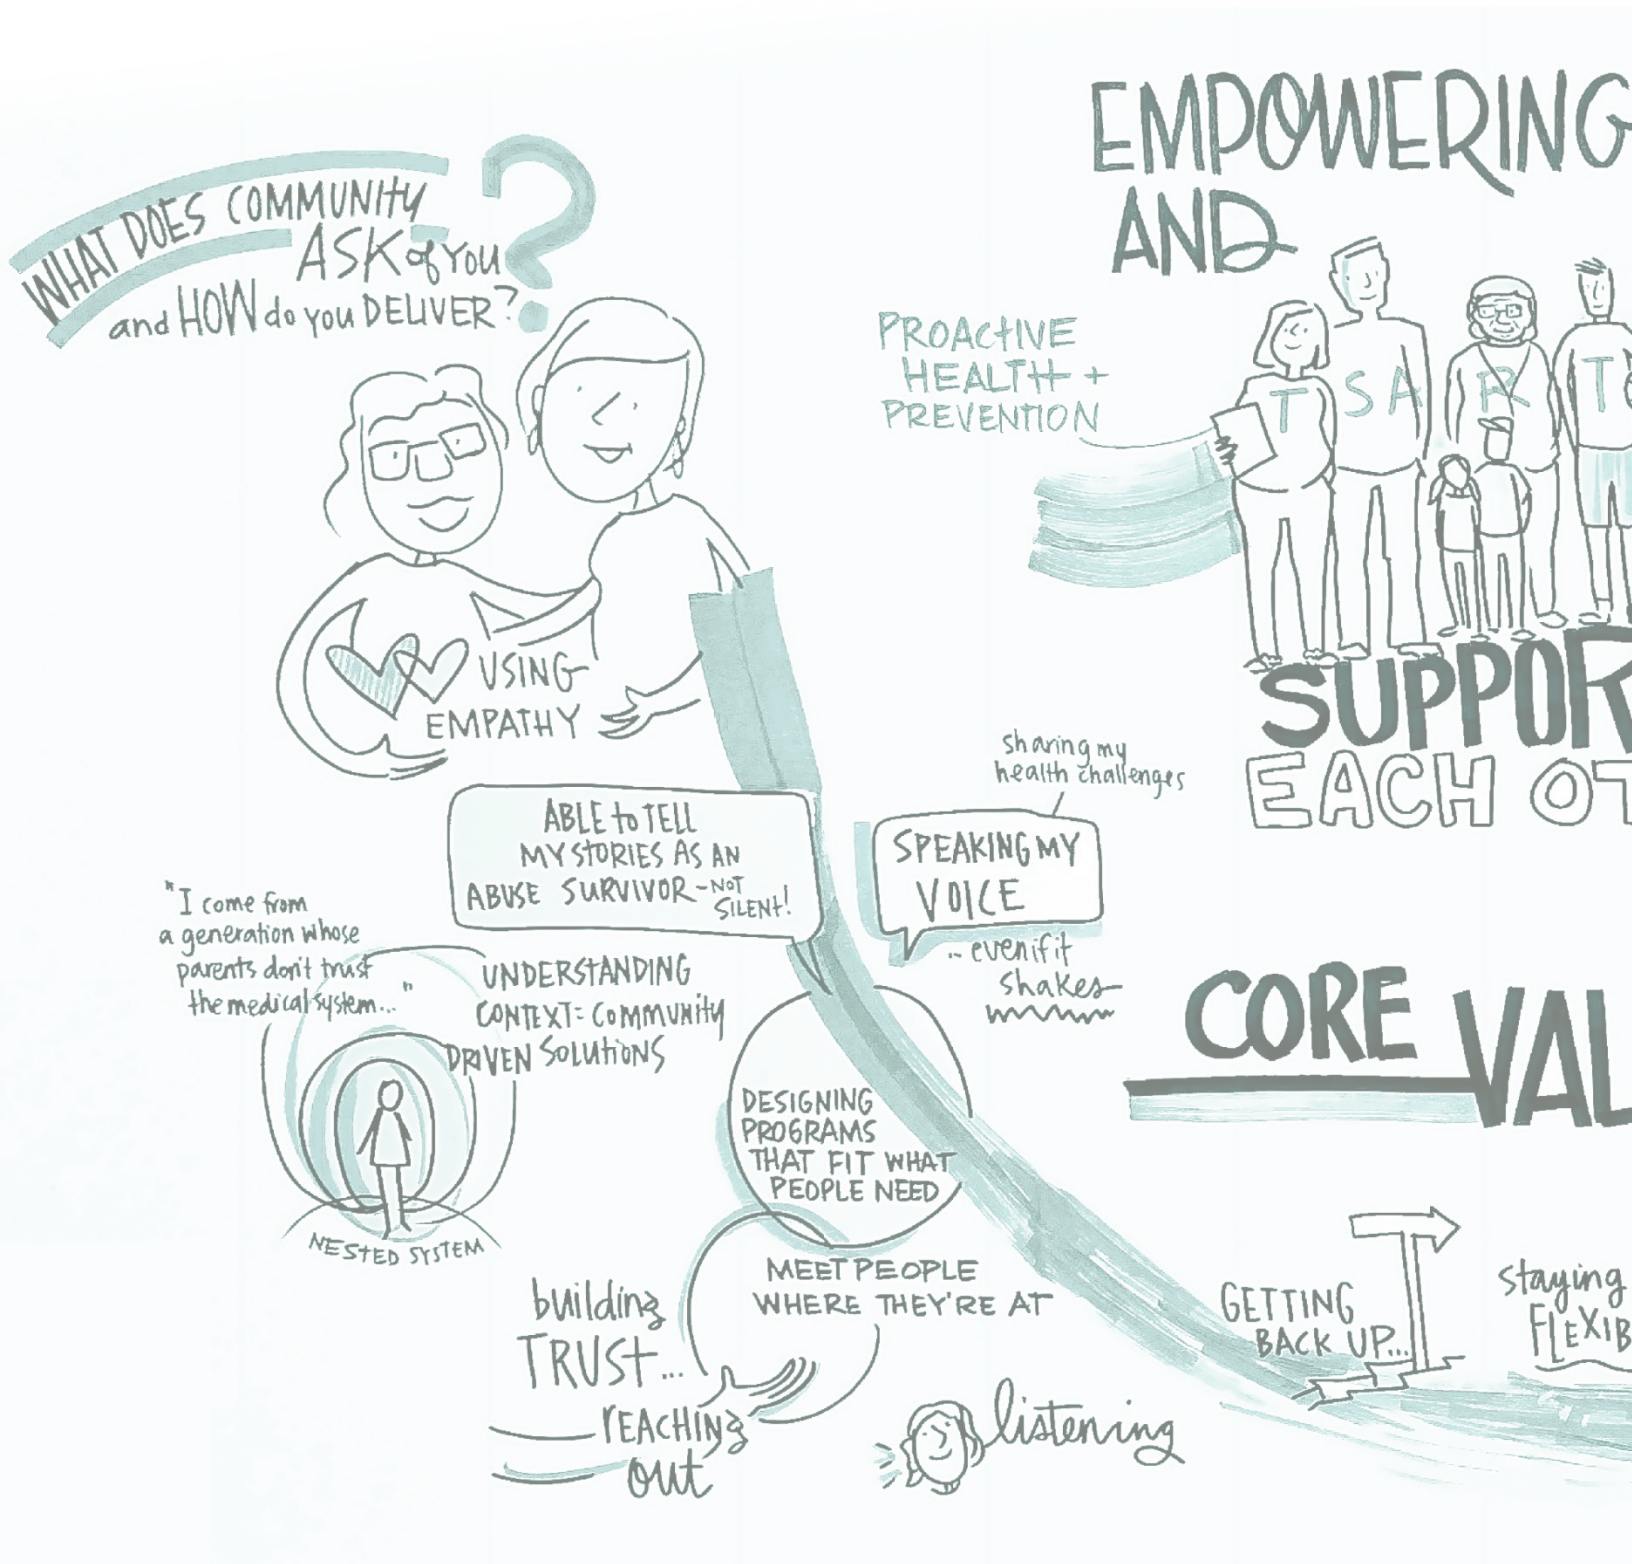 WHAT DOES COMMUNITY
ASK of YOU
and HOW do you DELIVER?
?
USING
EMPATHY
ABLE to TELL
MY STORIES AS AN
ABUSE SURVIVOR - NOT
SILENT!
"I come from
a generation whose
parents don't trust
the medical system..."
UNDERSTANDING
CONTEXT = COMMUNITY
DRIVEN SOLUTIONS
NESTED SYSTEM
DESIGNING
PROGRAMS
THAT FIT WHAT
PEOPLE NEED
MEET PEOPLE
WHERE THEY'RE AT
building
TRUST...
REACHING
out
listening
sharing my
health challenges
SPEAKING MY
VOICE
... even if it
shakes
EMPOWERING
AND
PROACTIVE
HEALTH +
PREVENTION
T SA R T
SUPPOR
EACH OT
CORE VAL
GETTING
BACK UP...
staying
FLEXIB